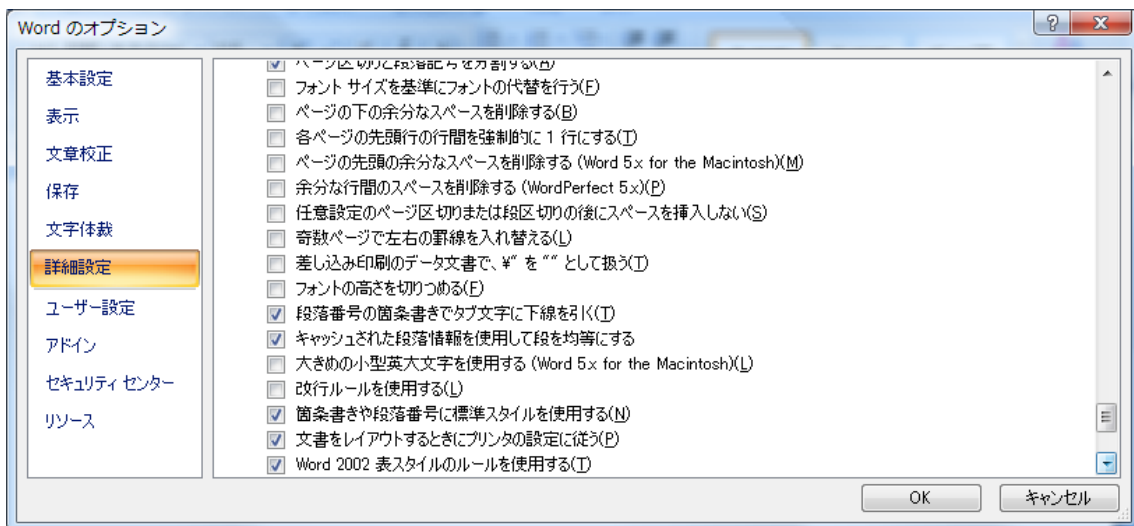 Word のオプション
基本設定
表示
文章校正
保存
文字体裁
詳細設定
ユーザー設定
アドイン
セキュリティ センター
リソース
ページ区切りと段落記号を分割する(A)
フォント サイズを基準にフォントの代替を行う(F)
ページの下の余分なスペースを削除する(B)
各ページの先頭行の行間を強制的に 1 行にする(T)
ページの先頭の余分なスペースを削除する (Word 5.x for the Macintosh)(M)
余分な行間のスペースを削除する (WordPerfect 5.x)(P)
任意設定のページ区切りまたは段区切りの後にスペースを挿入しない(S)
奇数ページで左右の罫線を入れ替える(L)
差し込み印刷のデータ文書で、¥" を "" として扱う(T)
フォントの高さを切りつめる(F)
段落番号の箇条書きでタブ文字に下線を引く(T)
キャッシュされた段落情報を使用して段を均等にする
大きめの小型英大文字を使用する (Word 5.x for the Macintosh)(L)
改行ルールを使用する(L)
箇条書きや段落番号に標準スタイルを使用する(N)
文書をレイアウトするときにプリンタの設定に従う(P)
Word 2002 表スタイルのルールを使用する(T)
OK
キャンセル